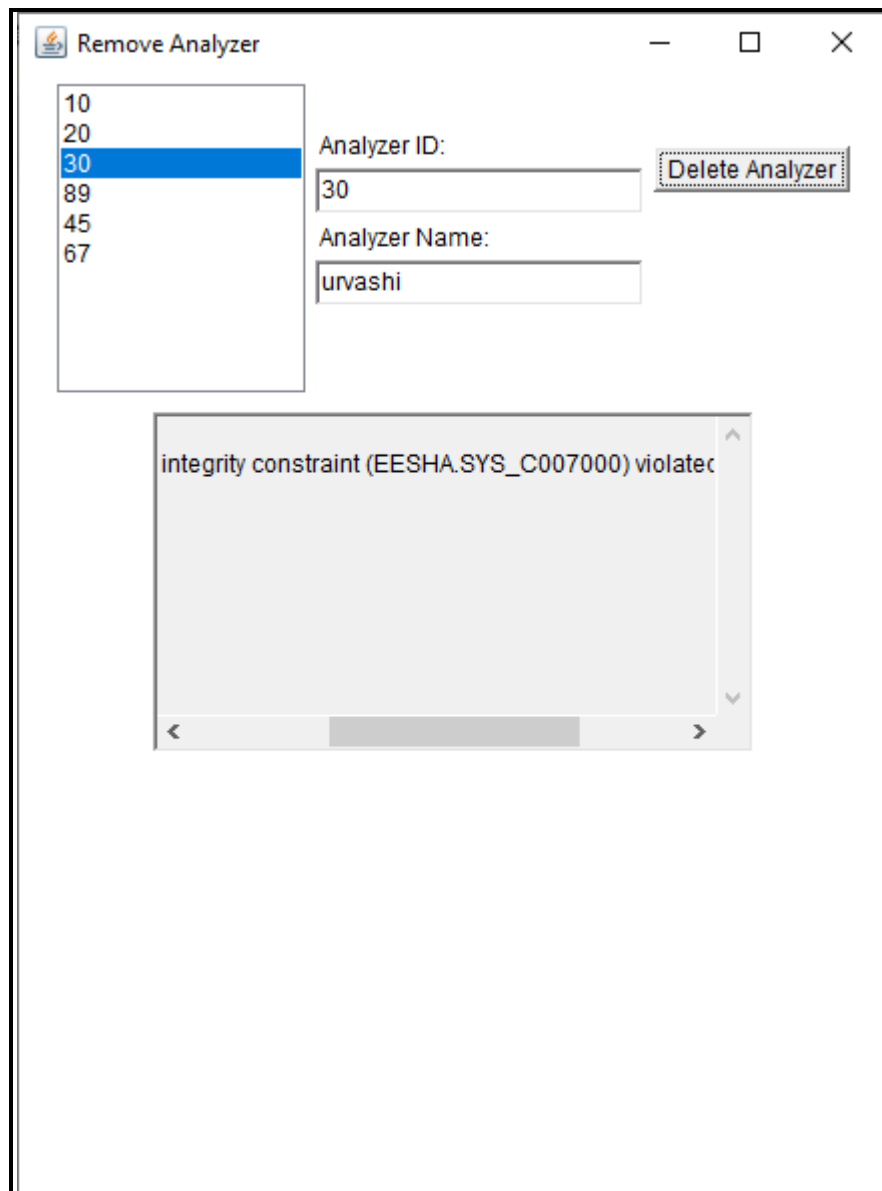 Remove Analyzer
10
20
30
89
45
67
Analyzer ID:
30
Delete Analyzer
Analyzer Name:
urvashi
integrity constraint (EESHA.SYS_C007000) violated